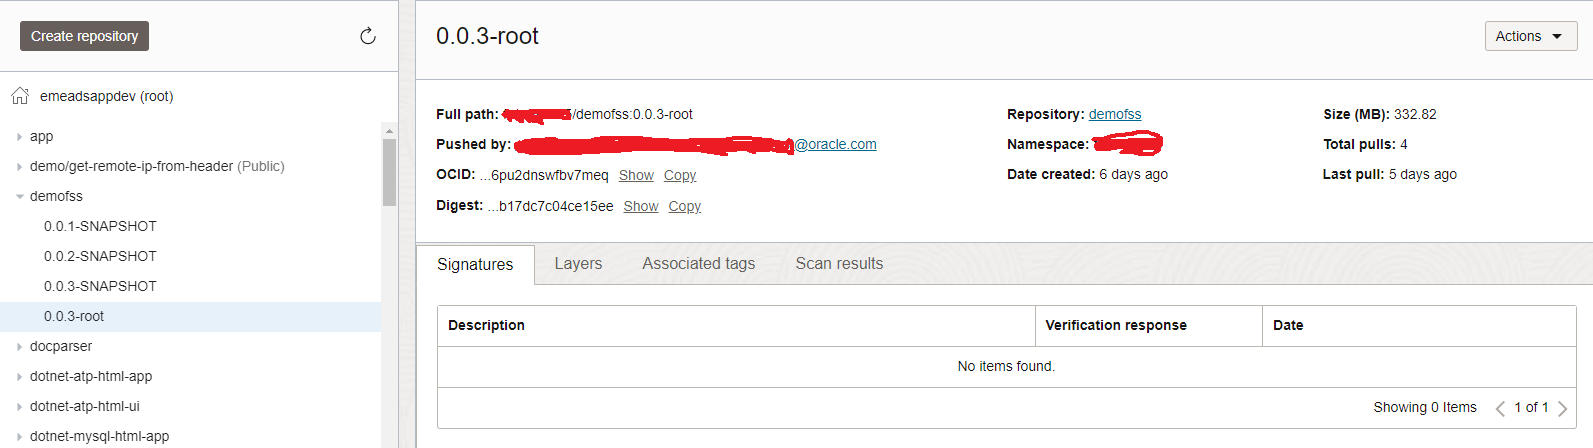 Create repository
emeadsappdev (root)
app
demo/get-remote-ip-from-header (Public)
demofss
0.0.1-SNAPSHOT
0.0.2-SNAPSHOT
0.0.3-SNAPSHOT
0.0.3-root
docparser
dotnet-atp-html-app
dotnet-atp-html-ui
dotnet-mysql-html-app
0.0.3-root
Actions
Full path: /demofss:0.0.3-root
Pushed by: @oracle.com
OCID: ...6pu2dnswfbv7meq Show Copy
Digest: ...b17dc7c04ce15ee Show Copy
Repository: demofss
Namespace:
Date created: 6 days ago
Size (MB): 332.82
Total pulls: 4
Last pull: 5 days ago
Signatures Layers Associated tags Scan results
Description Verification response Date
No items found.
Showing 0 Items 1 of 1